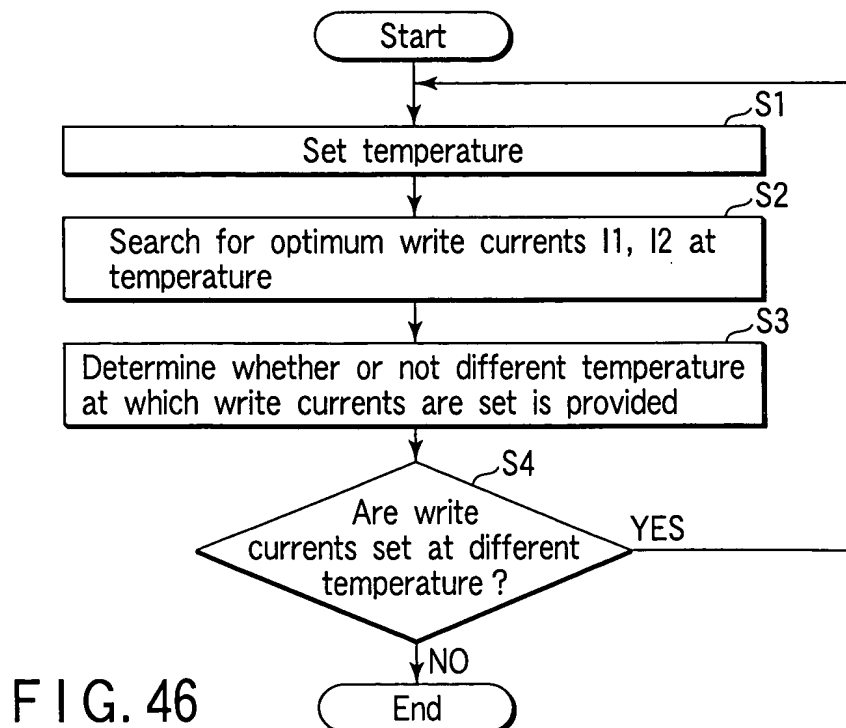 Start
S1
Set temperature
S2
Search for optimum write currents I1, I2 at
temperature
S3
Determine whether or not different temperature
at which write currents are set is provided
S4
Are write
currents set at different
temperature ?
YES
NO
End
FIG. 46